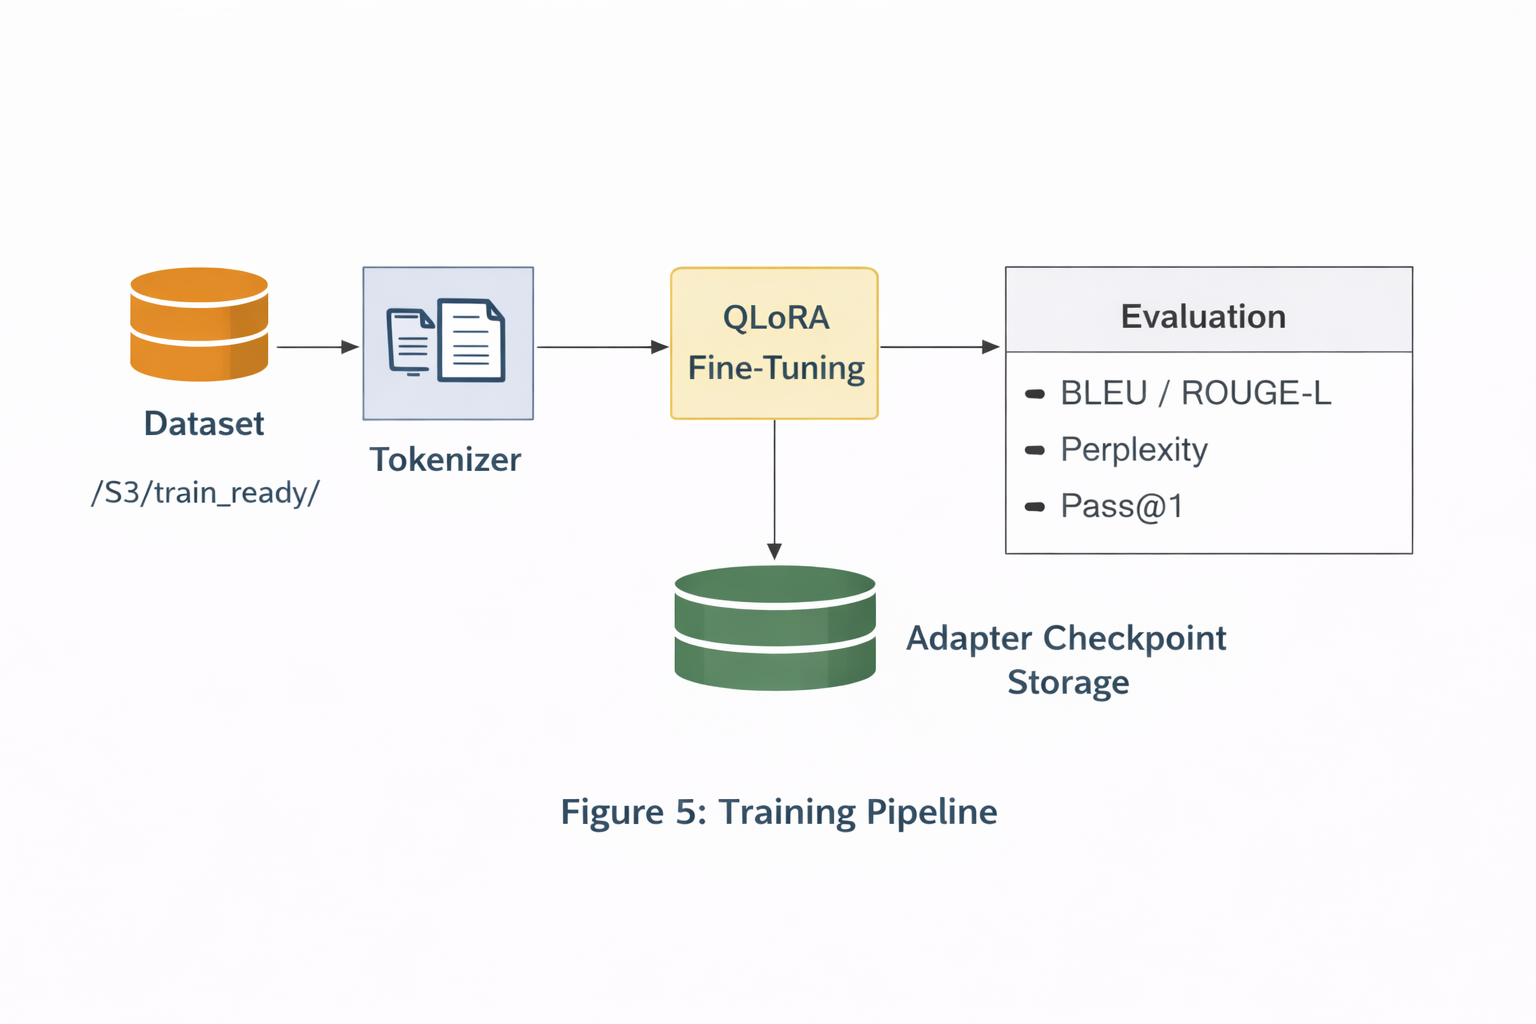 Dataset
/S3/train_ready/
Tokenizer
QLoRA
Fine-Tuning
Evaluation
- BLEU / ROUGE-L
- Perplexity
- Pass@1
Adapter Checkpoint
Storage
Figure 5: Training Pipeline